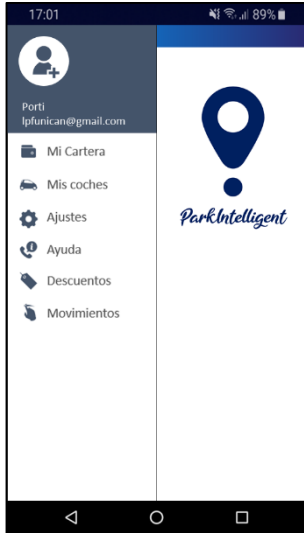 17:01
89%
Porti
lpfunican@gmail.com
Mi Cartera
Mis coches
Ajustes
Ayuda
Descuentos
Movimientos
ParkIntelligent